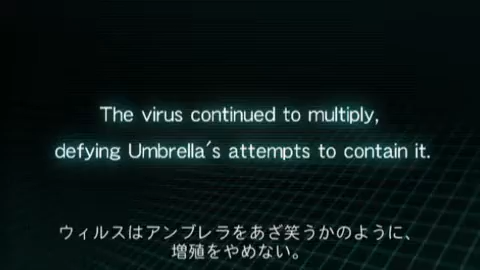 The virus continued to multiply,
defying Umbrella's attempts to contain it.
ウィルスはアンブレラをあざ笑うかのように、
増殖をやめない。